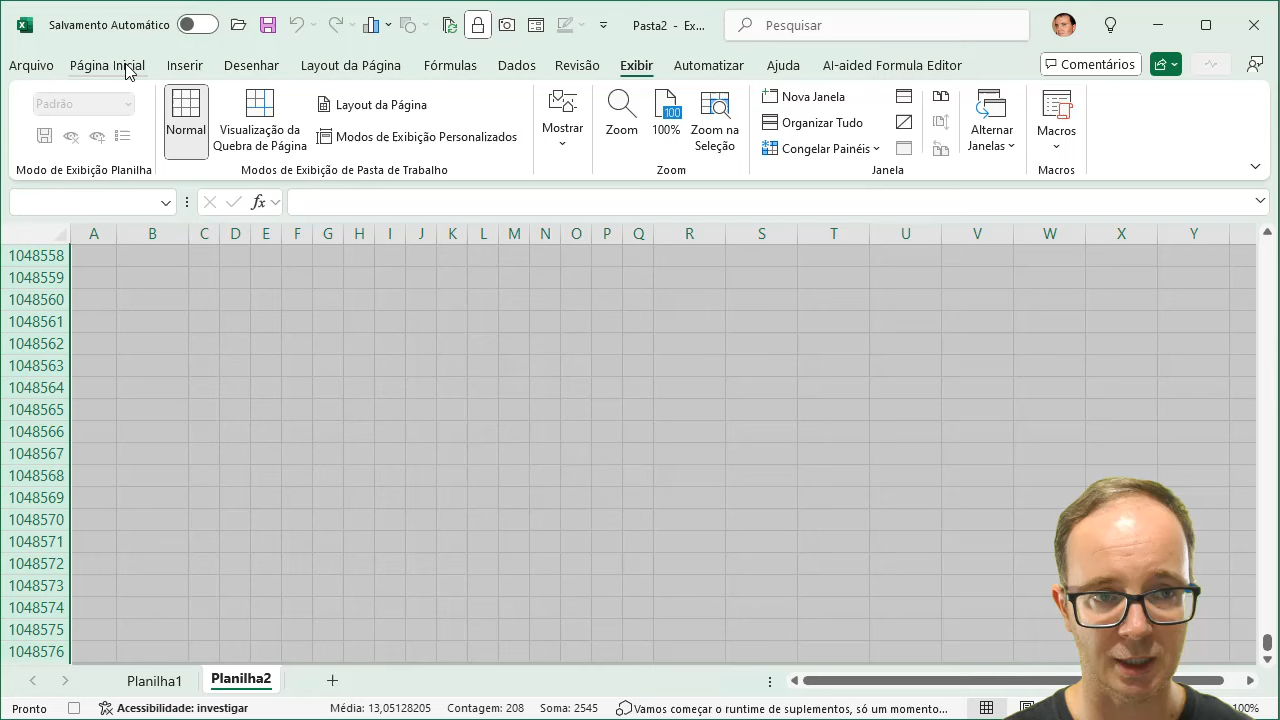 Salvamento Automático
Pasta2 - Ex...
Pesquisar
Arquivo
Página Inicial
Inserir
Desenhar
Layout da Página
Fórmulas
Dados
Revisão
Exibir
Automatizar
Ajuda
AI-aided Formula Editor
Comentários
Padrão
Modo de Exibição Planilha
Normal
Visualização da
Quebra de Página
Layout da Página
Modos de Exibição Personalizados
Modos de Exibição de Pasta de Trabalho
Mostrar
Zoom
100
100%
Zoom na
Seleção
Zoom
Nova Janela
Organizar Tudo
Congelar Painéis
Alternar
Janelas
Janela
Macros
Macros
fx
A B C D E F G H I J K L M N O P Q R S T U V W X Y
1048558
1048559
1048560
1048561
1048562
1048563
1048564
1048565
1048566
1048567
1048568
1048569
1048570
1048571
1048572
1048573
1048574
1048575
1048576
Planilha1
Planilha2
Pronto
Acessibilidade: investigar
Média: 13,05128205
Contagem: 208
Soma: 2545
Vamos começar o runtime de suplementos, só um momento...
100%